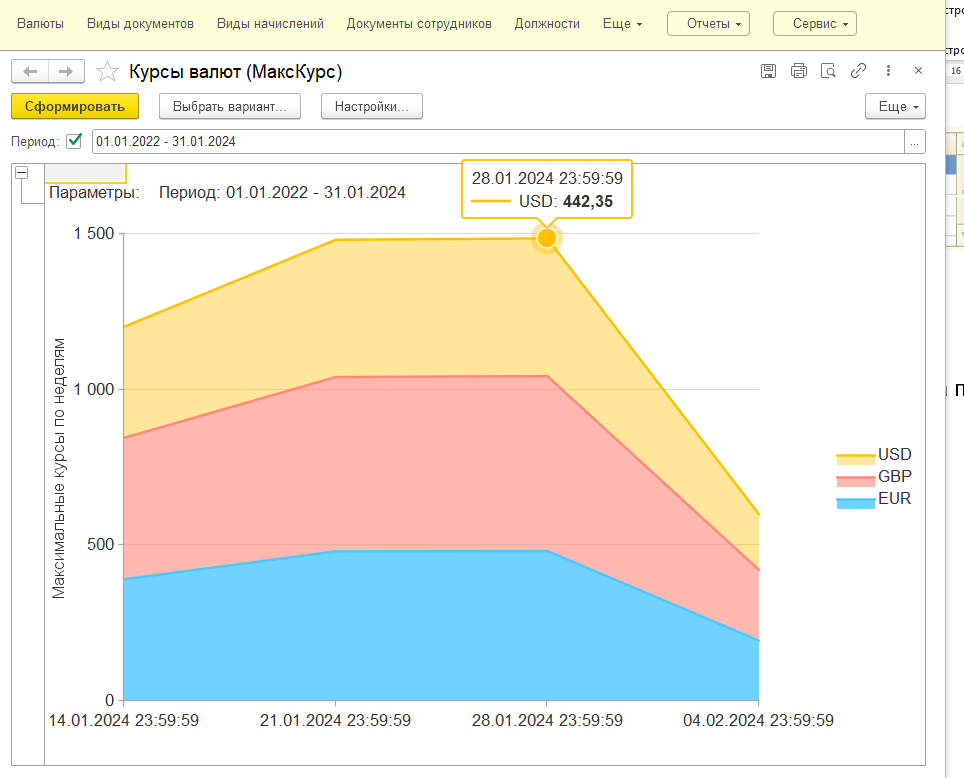 Валюты Виды документов Виды начислений Документы сотрудников Должности Еще Отчеты Сервис
Курсы валют (МаксКурс)
Сформировать Выбрать вариант... Настройки... Еще
Период: 01.01.2022 - 31.01.2024 ...
Параметры: Период: 01.01.2022 - 31.01.2024
28.01.2024 23:59:59
USD: 442,35
Максимальные курсы по неделям
1 500
1 000
500
0
14.01.2024 23:59:59 21.01.2024 23:59:59 28.01.2024 23:59:59 04.02.2024 23:59:59
USD
GBP
EUR
16